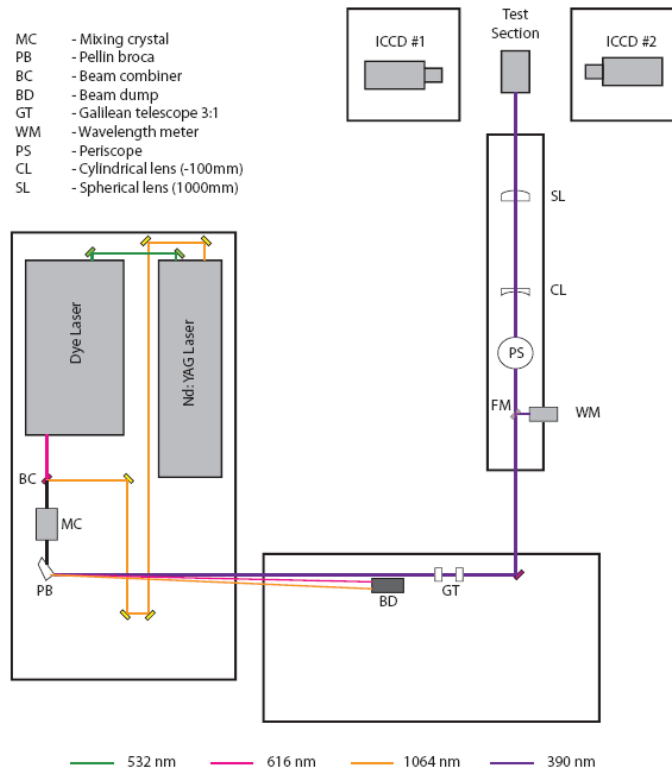 MC - Mixing crystal
PB - Pellin broca
BC - Beam combiner
BD - Beam dump
GT - Galilean telescope 3:1
WM - Wavelength meter
PS - Periscope
CL - Cylindrical lens (-100mm)
SL - Spherical lens (1000mm)
ICCD #1
Test
Section
ICCD #2
SL
CL
PS
FM
WM
Dye Laser
Nd: YAG Laser
BC
MC
PB
BD
GT
532 nm
616 nm
1064 nm
390 nm